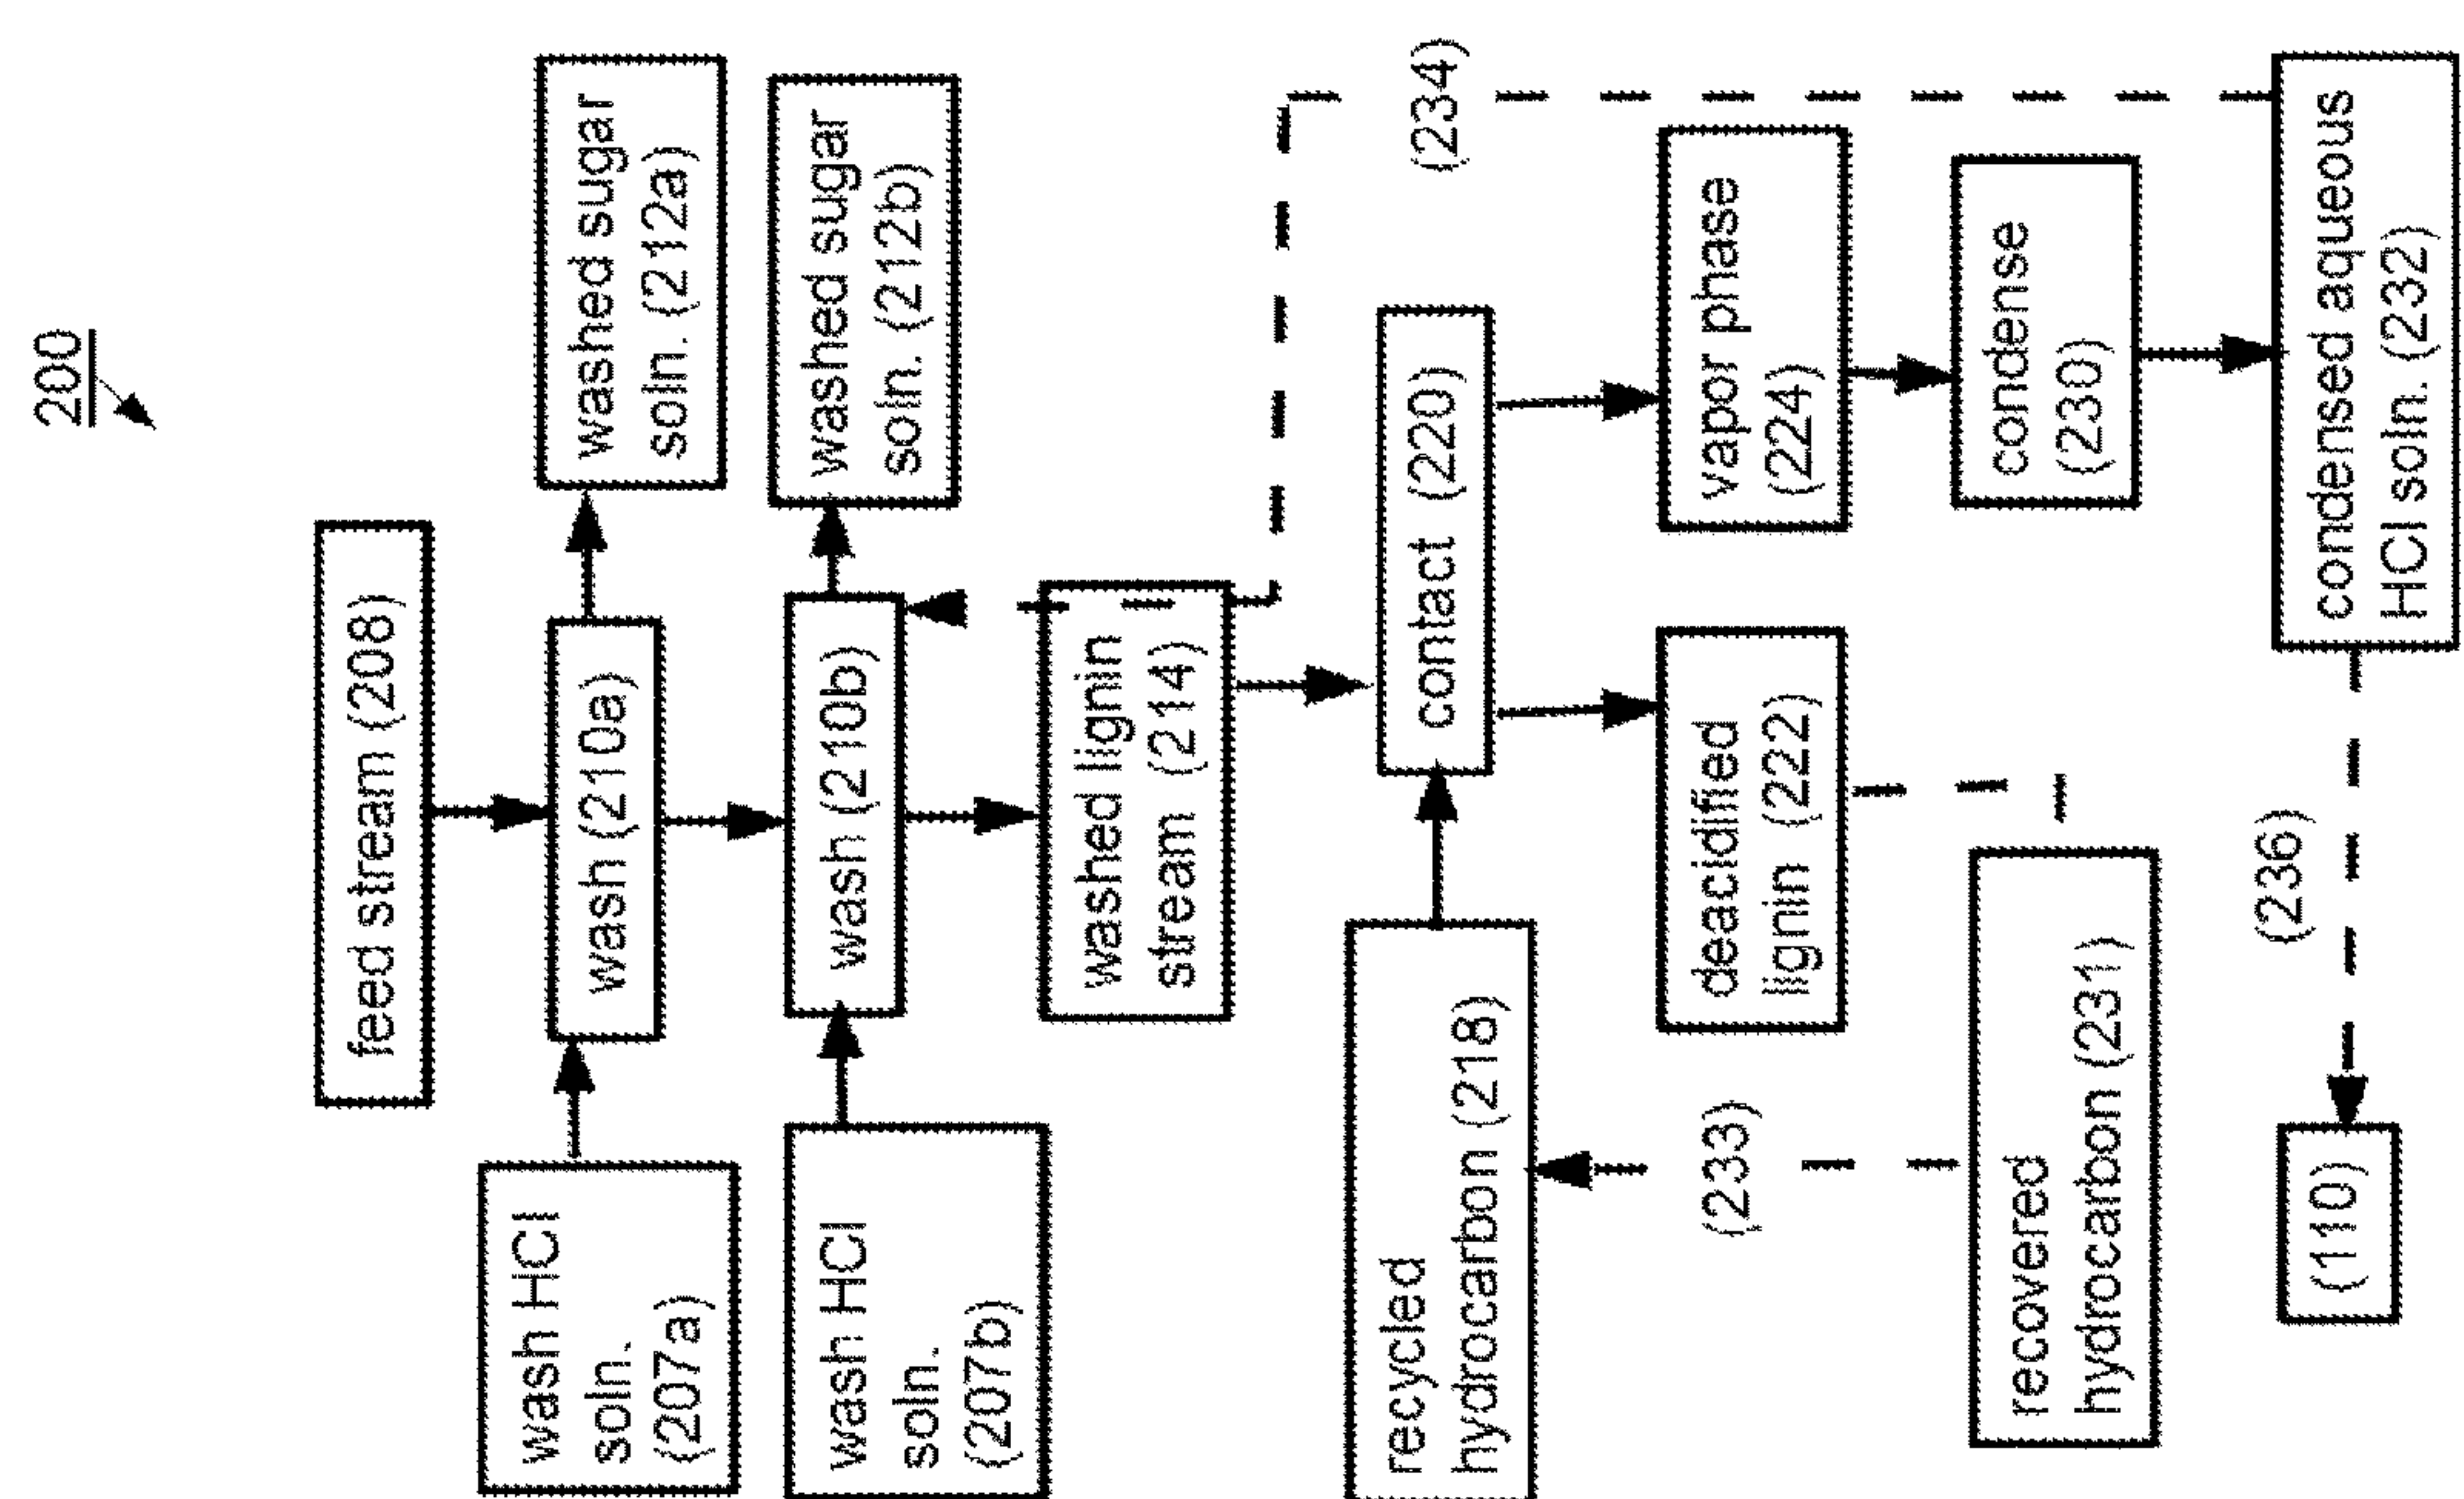 200
feed stream (208)
wash HCl
soln.
(207a)
wash (210a)
washed sugar
soln. (212a)
wash HCl
soln.
(207b)
wash (210b)
washed sugar
soln. (212b)
washed lignin
stream (214)
(234)
recycled
hydrocarbon (218)
contact (220)
(233)
deacidified
lignin (222)
vapor phase
(224)
recovered
hydrocarbon (231)
condense
(230)
(236)
(110)
condensed aqueous
HCl soln. (232)